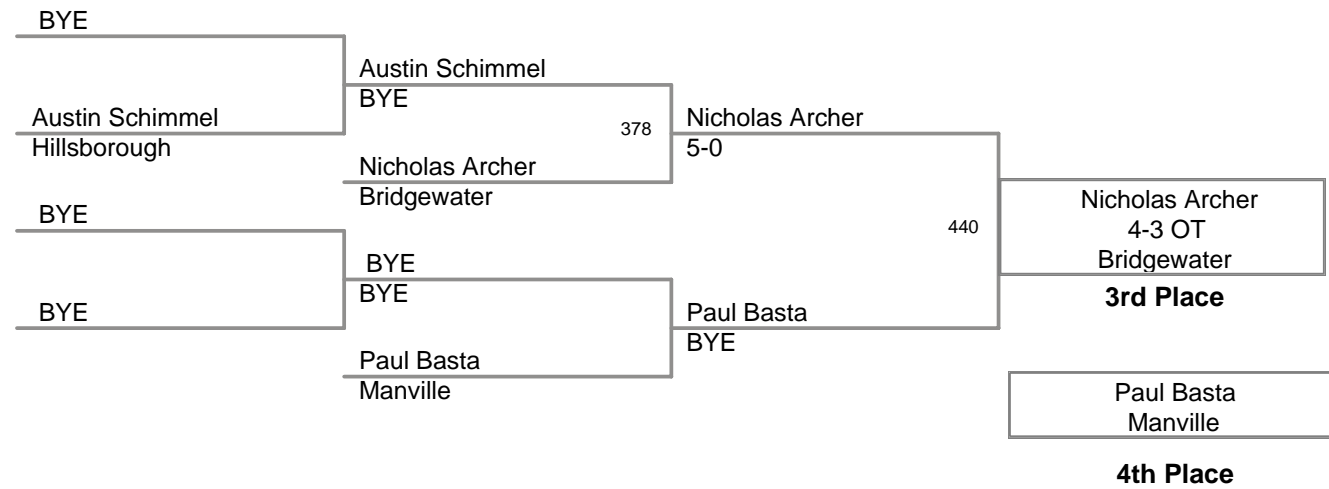 BYE
Austin Schimmel
BYE
Austin Schimmel
Hillsborough
378
Nicholas Archer
5-0
Nicholas Archer
Bridgewater
BYE
440
Nicholas Archer
4-3 OT
Bridgewater
BYE
BYE
3rd Place
BYE
Paul Basta
BYE
Paul Basta
Manville
Paul Basta
Manville
4th Place